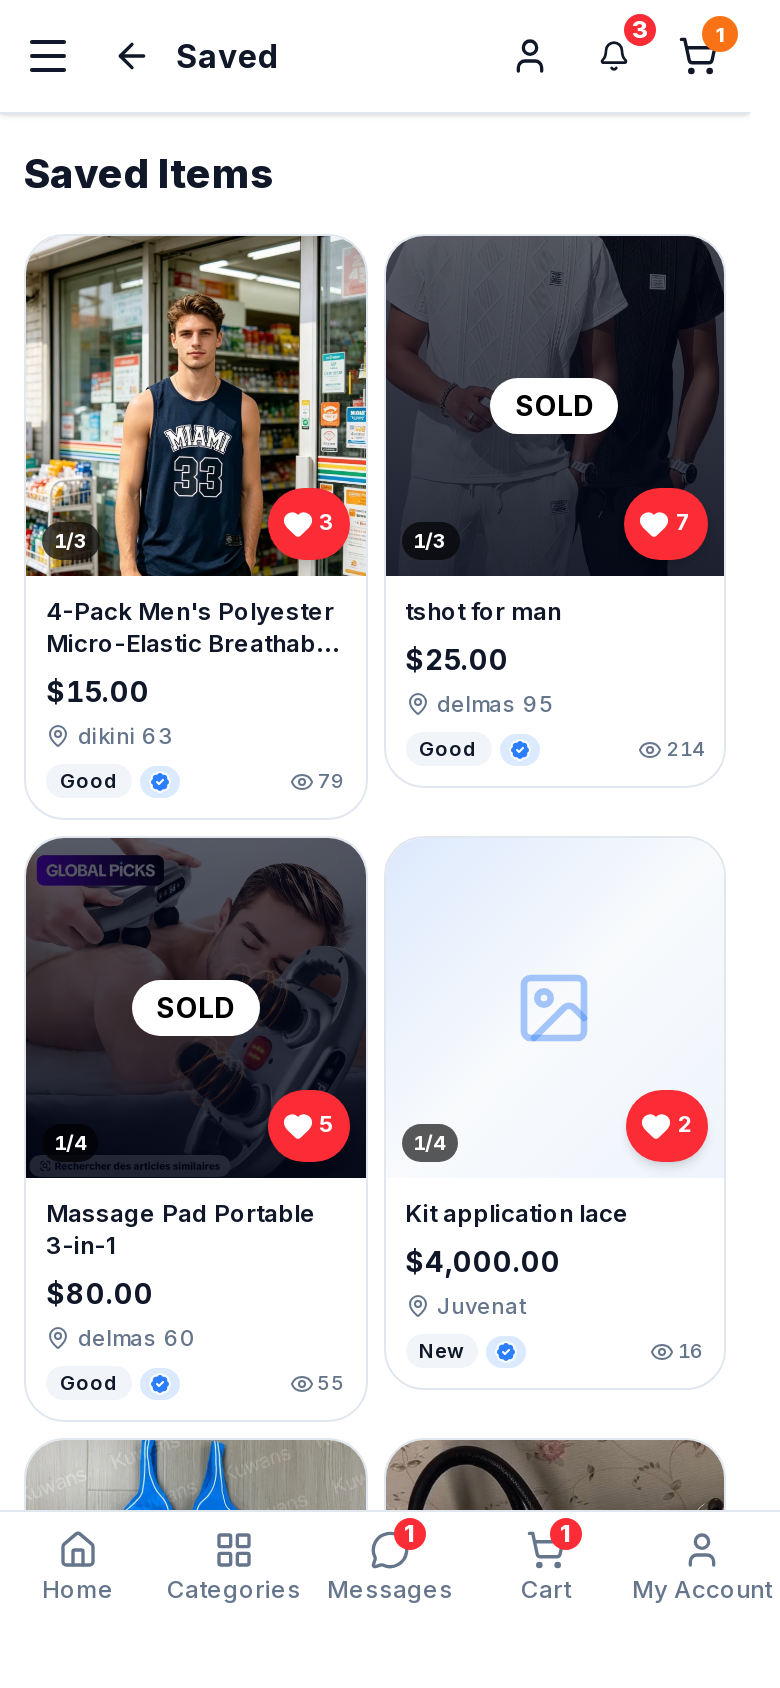 Saved
3
1
Saved Items
MIAMI
33
1/3
3
SOLD
1/3
7
4-Pack Men's Polyester
Micro-Elastic Breathab...
$15.00
dikini 63
Good
79
tshot for man
$25.00
delmas 95
Good
214
GLOBAL PICKS
SOLD
1/4
5
Rechercher des articles similaires
1/4
2
Massage Pad Portable
3-in-1
$80.00
delmas 60
Good
55
Kit application lace
$4,000.00
Juvenat
New
16
Kuwans
Kuwans
Kuwans
Home
Categories
1
Messages
1
Cart
My Account